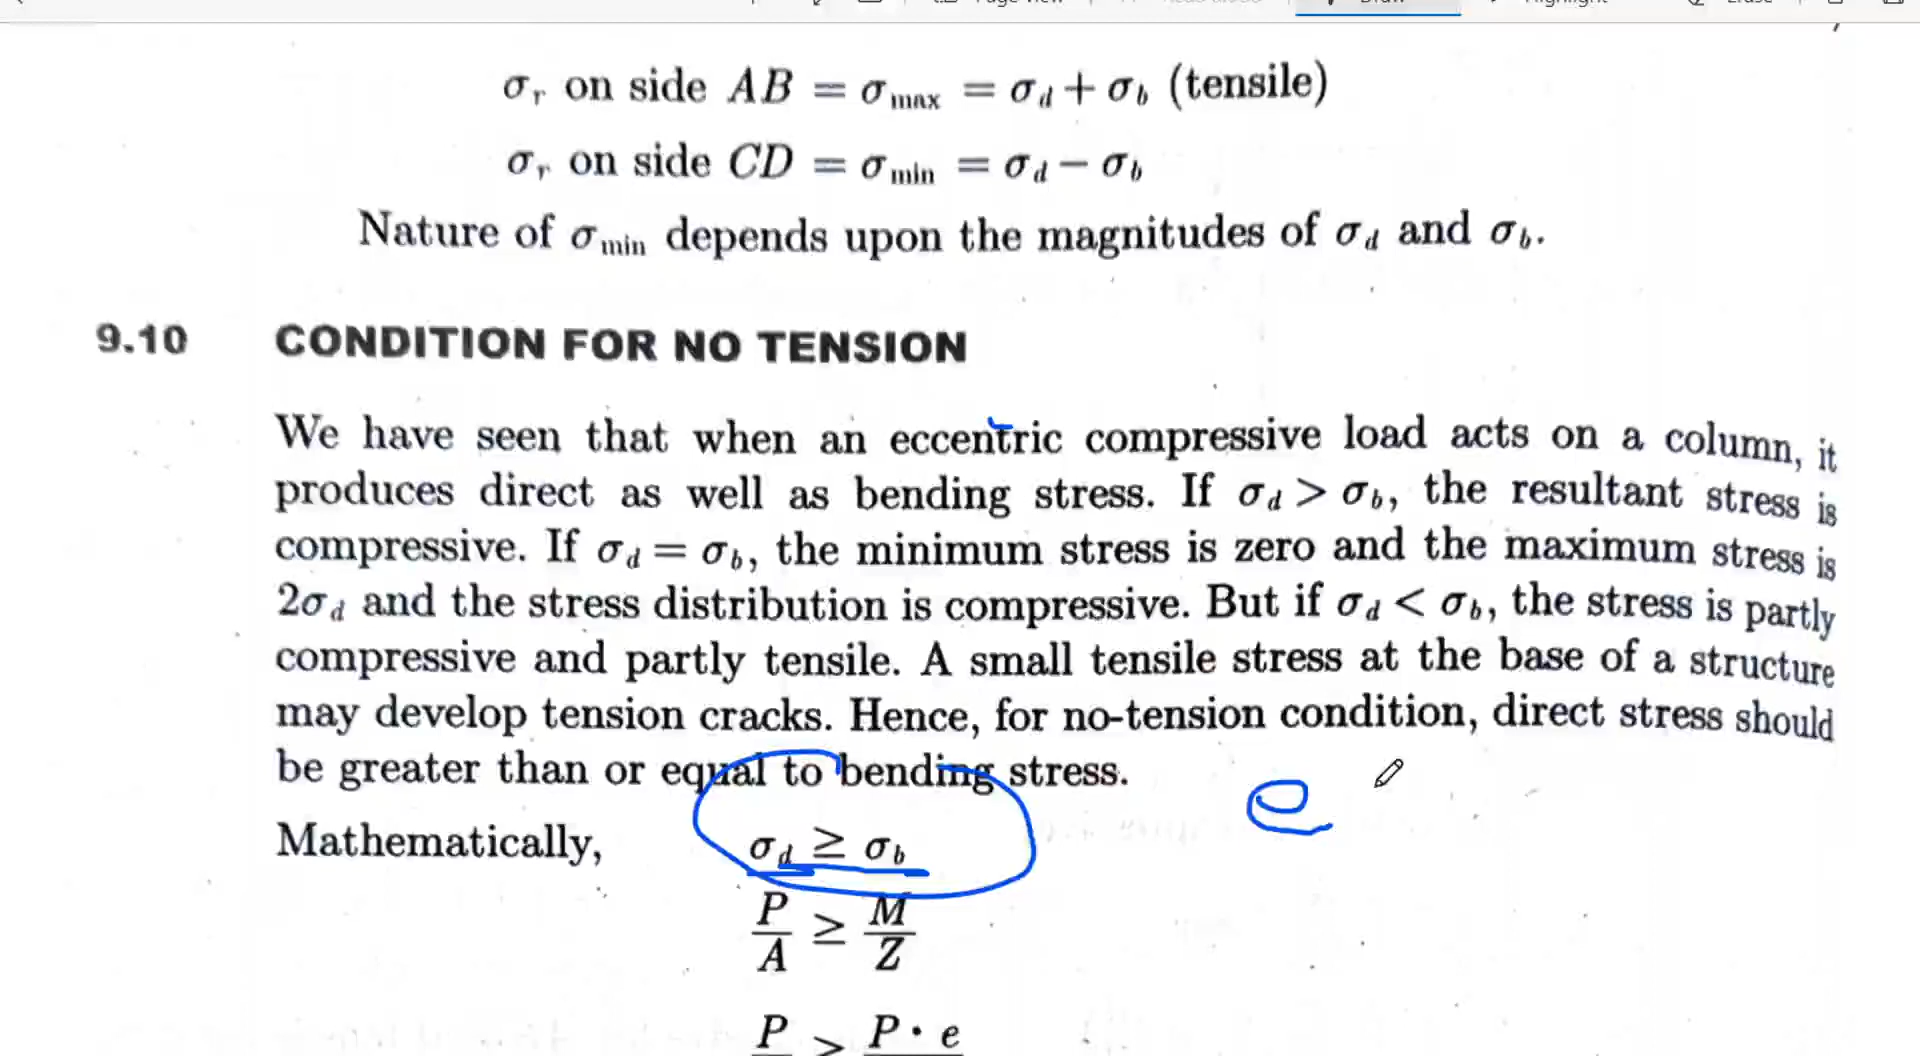 σr on side AB = σmax = σd + σb (tensile)
σr on side CD = σmin = σd − σb
Nature of σmin depends upon the magnitudes of σd and σb.
9.10 CONDITION FOR NO TENSION
We have seen that when an eccentric compressive load acts on a column, it
produces direct as well as bending stress. If σd > σb, the resultant stress is
compressive. If σd = σb, the minimum stress is zero and the maximum stress is
2σd and the stress distribution is compressive. But if σd < σb, the stress is partly
compressive and partly tensile. A small tensile stress at the base of a structure
may develop tension cracks. Hence, for no-tension condition, direct stress should
be greater than or equal to bending stress.
e
Mathematically, σd ≥ σb
P/A ≥ M/Z
P P · e